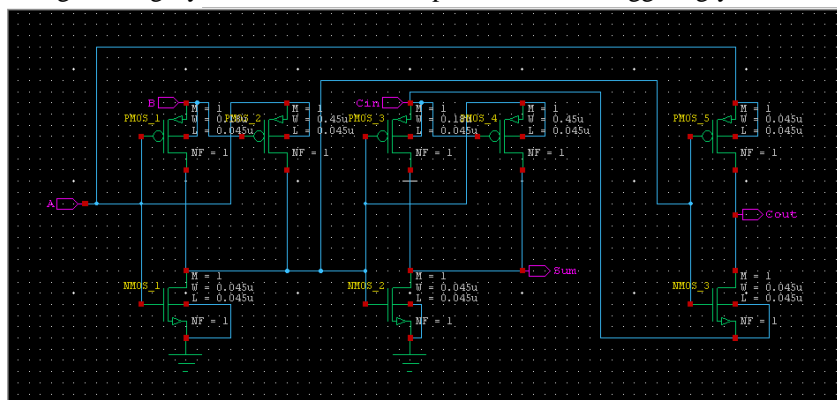 B
Cin
PMOS_1
M = 1
L = 0.045u
NF = 1
PMOS_2
M = 1
W = 0.45u
L = 0.045u
NF = 1
PMOS_3
M = 1
L = 0.045u
NF = 1
PMOS_4
M = 1
W = 0.45u
L = 0.045u
NF = 1
PMOS_5
M = 1
W = 0.045u
L = 0.045u
NF = 1
A
Cout
Sum
NMOS_1
M = 1
W = 0.045u
L = 0.045u
NF = 1
NMOS_2
M = 1
W = 0.045u
L = 0.045u
NF = 1
NMOS_3
M = 1
W = 0.045u
L = 0.045u
NF = 1